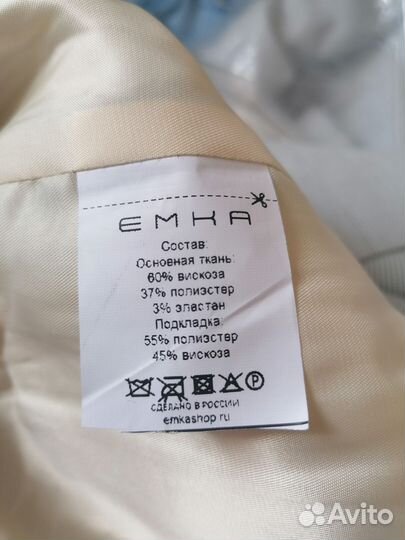 EMKA
Состав:
Основная ткань:
60% вискоза
37% полиэстер
3% эластан
Подкладка:
55% полиэстер
45% вискоза
P
СДЕЛАНО В РОССИИ
emkashop.ru
Avito